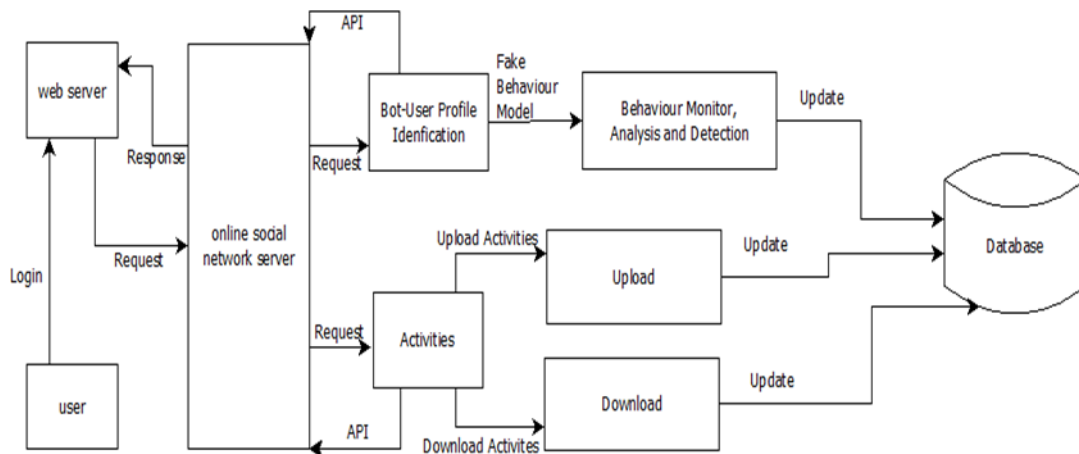 API
web server
Bot-User Profile
Idenfication
Fake
Behaviour
Model
Behaviour Monitor,
Analysis and Detection
Update
Response
Request
online social
network server
Request
Login
Upload Activities
Upload
Update
Database
Request
Activities
user
API
Download Activites
Download
Update